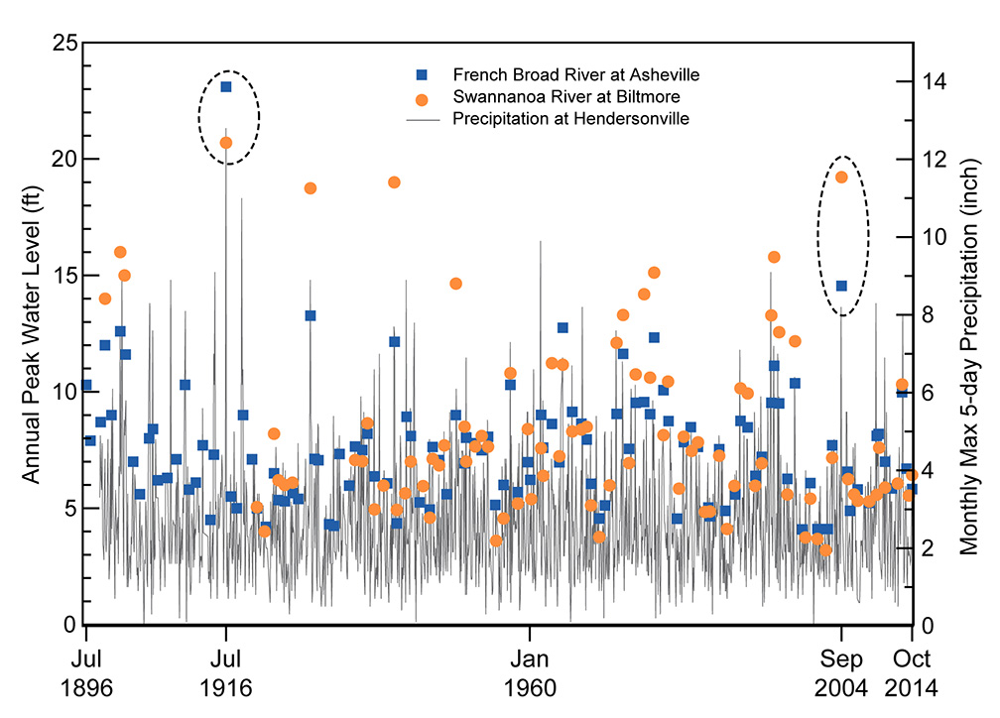 25
20
15
10
5
0
Annual Peak Water Level (ft)
French Broad River at Asheville
Swannanoa River at Biltmore
Precipitation at Hendersonville
14
12
10
8
6
4
2
0
Monthly Max 5-day Precipitation (inch)
Jul Jul Jan Sep Oct
1896 1916 1960 2004 2014